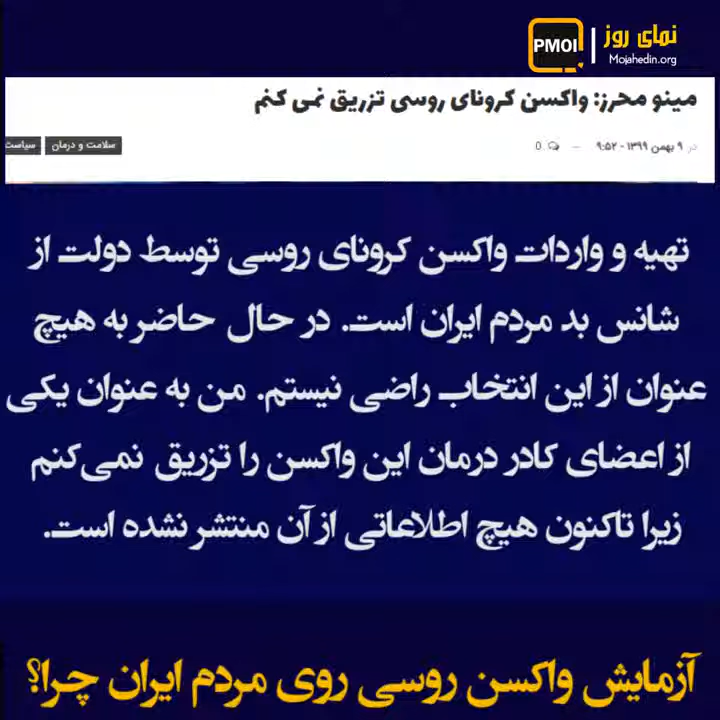 نمای روز
PMOI
Mojahedin.org
مینو محرز: واکسن کرونای روسی تزریق نمی کنم
در ۹ بهمن ۱۳۹۹ - ۹:۵۲ — 0
سلامت و درمان
سیاست
تهیه و واردات واکسن کرونای روسی توسط دولت از
شانس بد مردم ایران است. در حال حاضر به هیچ
عنوان از این انتخاب راضی نیستم. من به عنوان یکی
از اعضای کادر درمان این واکسن را تزریق نمی‌کنم
زیرا تاکنون هیچ اطلاعاتی از آن منتشر نشده است.
آزمایش واکسن روسی روی مردم ایران چرا؟